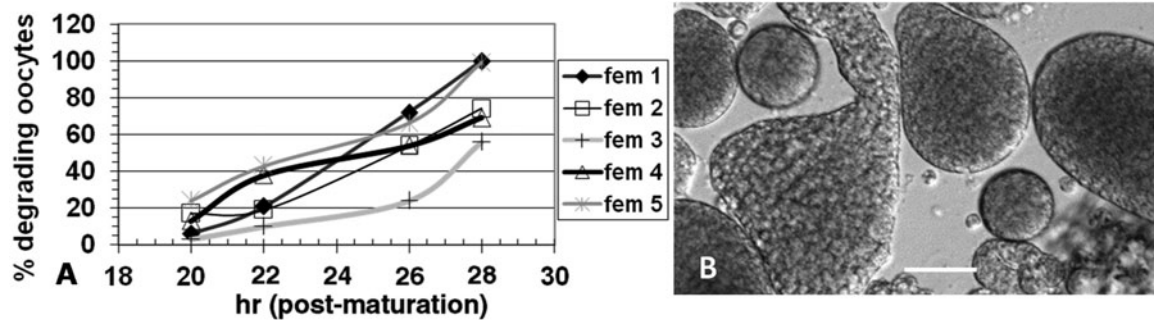 120
100
80
60
40
20
0
% degrading oocytes
18 20 22 24 26 28 30
hr (post-maturation)
A
fem 1
fem 2
fem 3
fem 4
fem 5
B